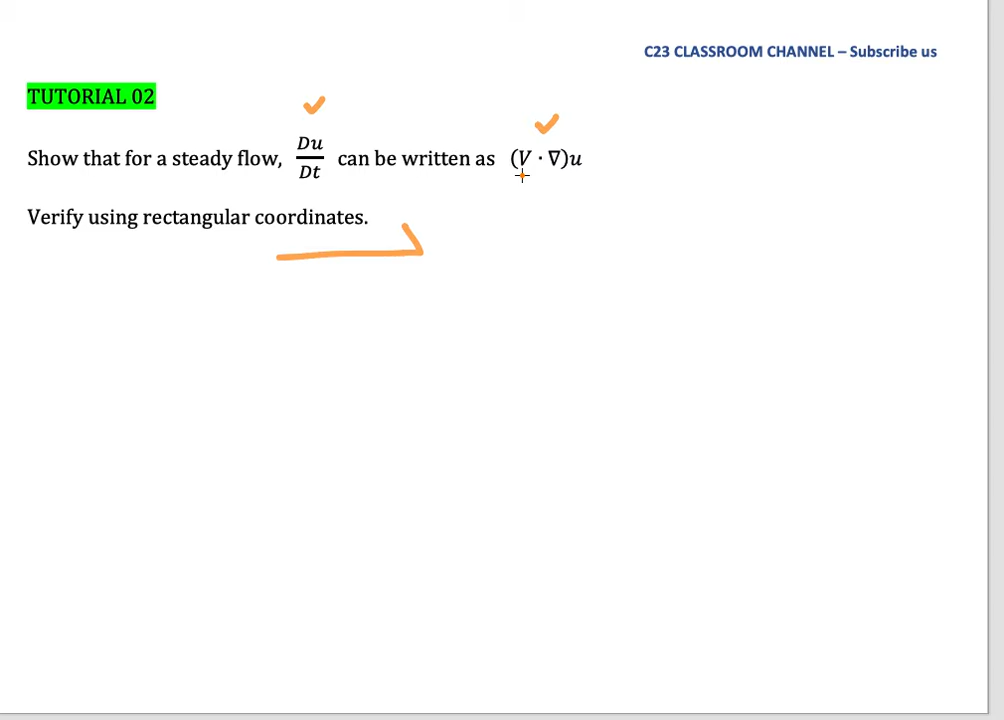 C23 CLASSROOM CHANNEL – Subscribe us
TUTORIAL 02
Show that for a steady flow, Du/Dt can be written as (V · ∇)u
Verify using rectangular coordinates.